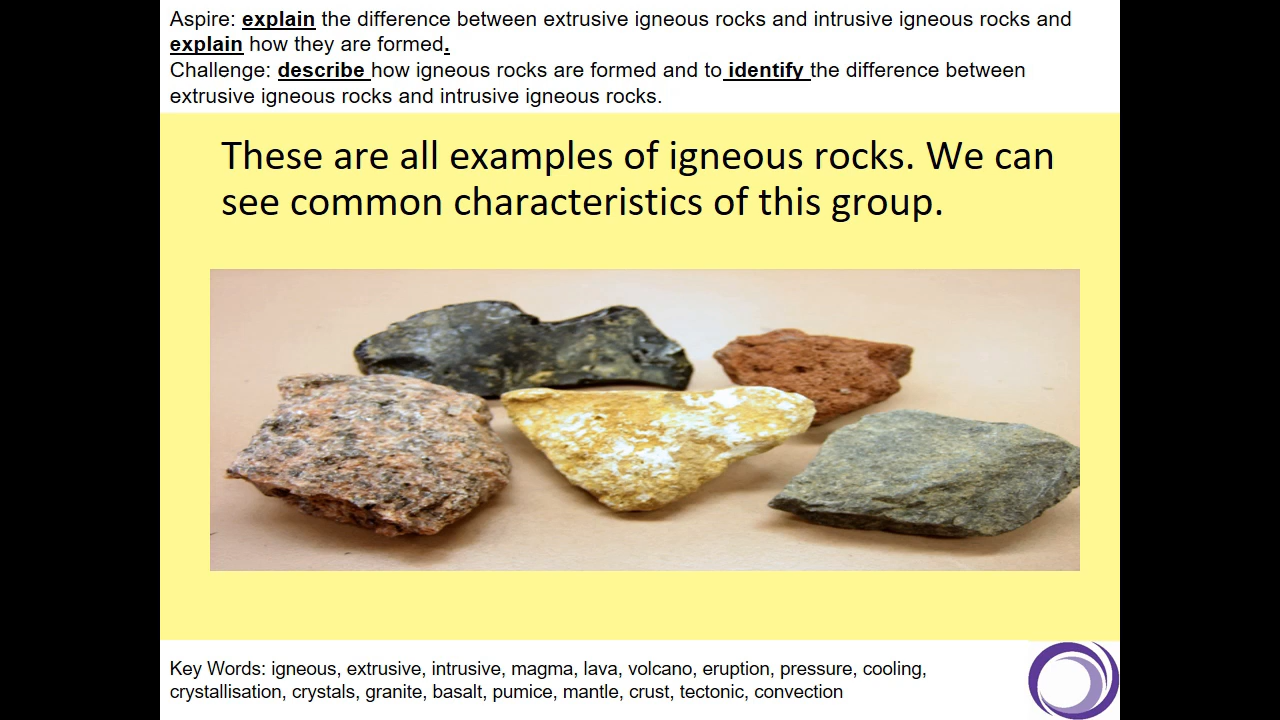 Aspire: explain the difference between extrusive igneous rocks and intrusive igneous rocks and
explain how they are formed.
Challenge: describe how igneous rocks are formed and to identify the difference between
extrusive igneous rocks and intrusive igneous rocks.
These are all examples of igneous rocks. We can
see common characteristics of this group.
Key Words: igneous, extrusive, intrusive, magma, lava, volcano, eruption, pressure, cooling,
crystallisation, crystals, granite, basalt, pumice, mantle, crust, tectonic, convection